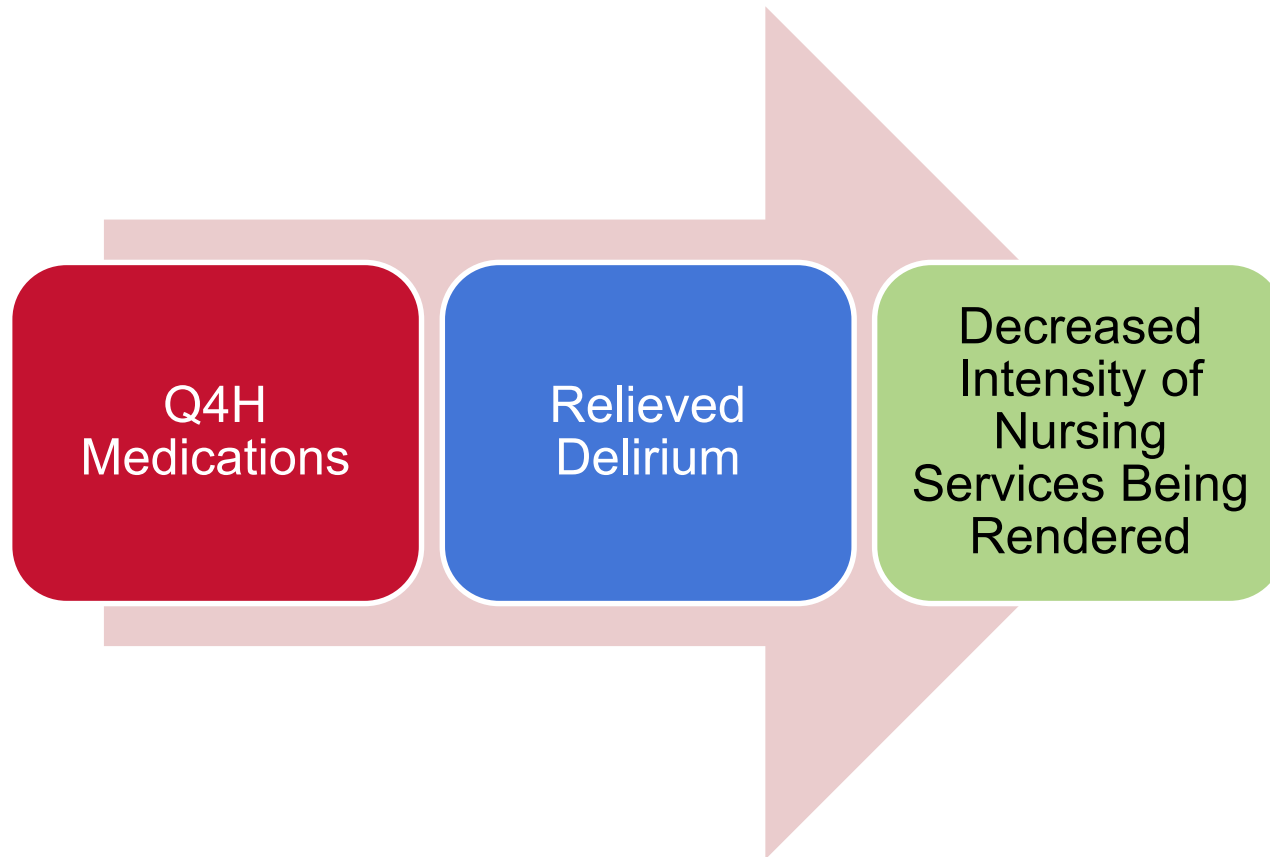 Q4H
Medications
Relieved
Delirium
Decreased
Intensity of
Nursing
Services Being
Rendered